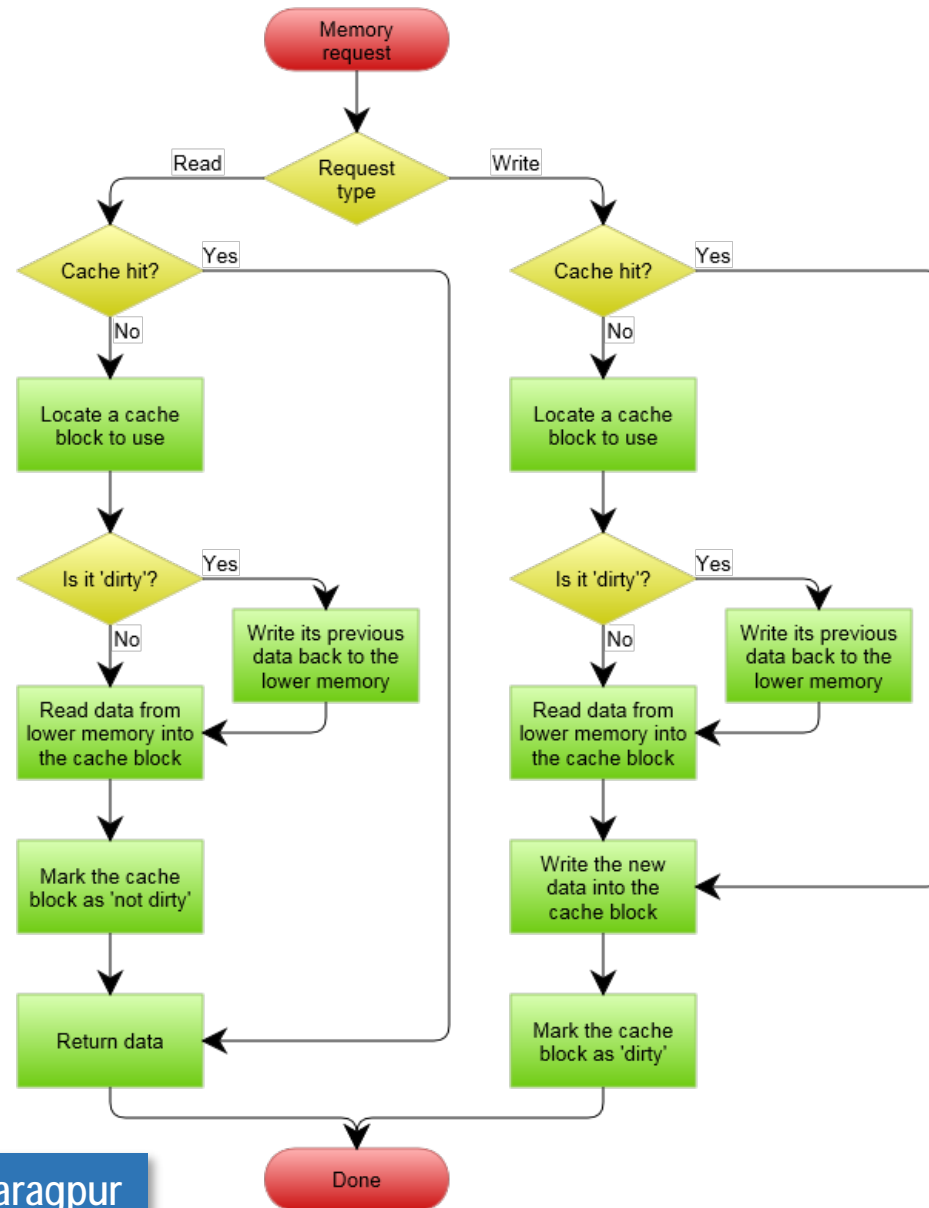 Memory
request
Request
type
Read
Write
Cache hit?
Yes
No
Locate a cache
block to use
Is it 'dirty'?
Yes
No
Write its previous
data back to the
lower memory
Read data from
lower memory into
the cache block
Mark the cache
block as 'not dirty'
Return data
Cache hit?
Yes
No
Locate a cache
block to use
Is it 'dirty'?
Yes
No
Write its previous
data back to the
lower memory
Read data from
lower memory into
the cache block
Write the new
data into the
cache block
Mark the cache
block as 'dirty'
Done
aragpur